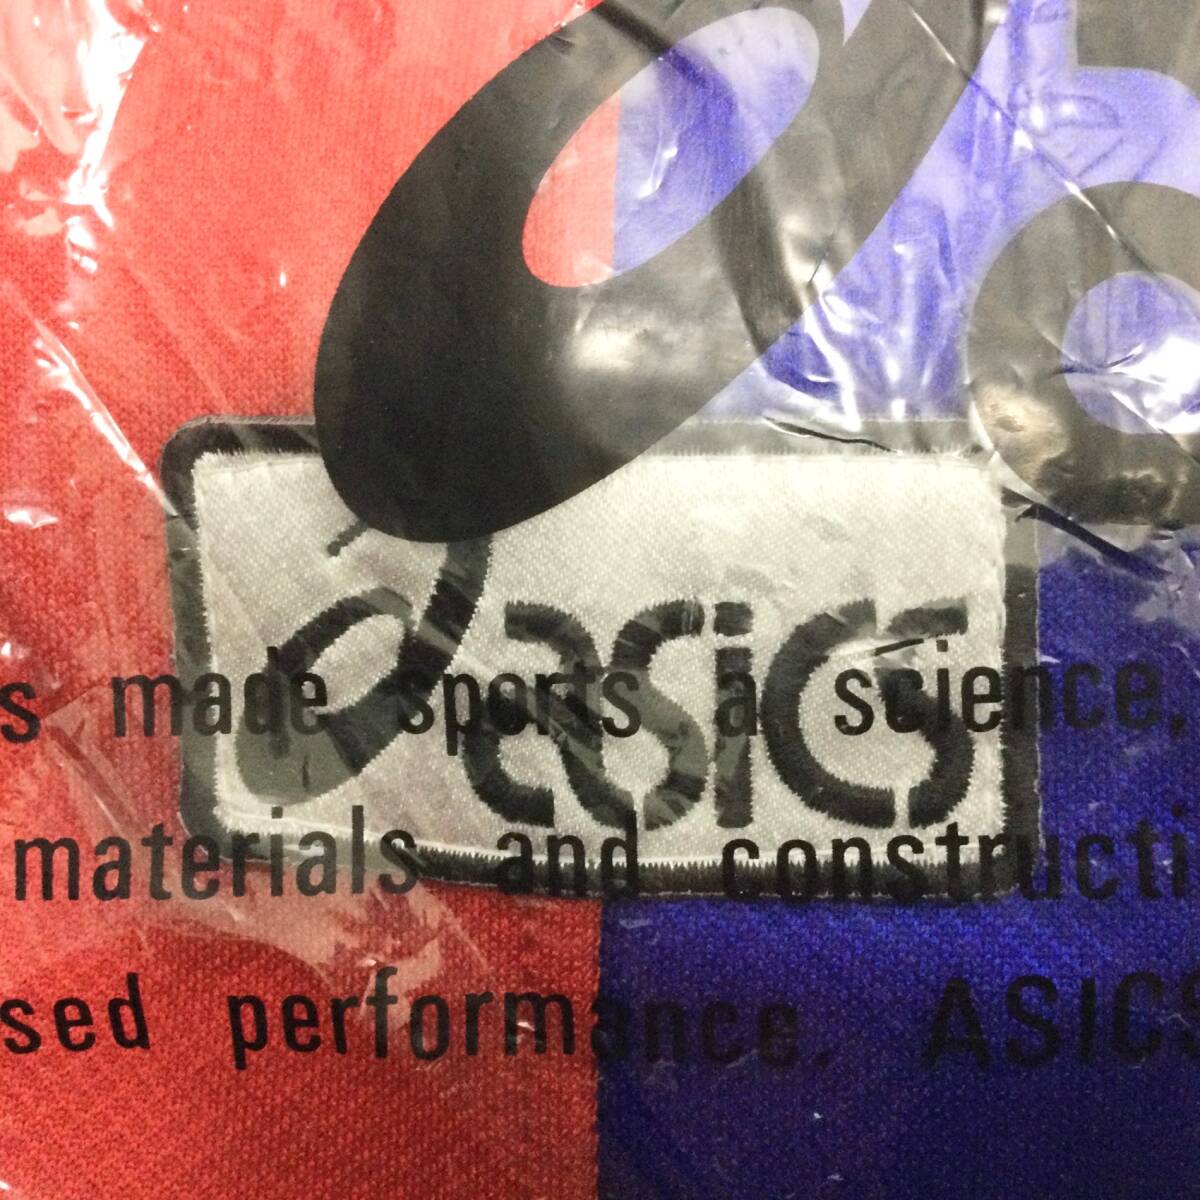 asics
s made sports a science,
materials and constructi
sed performance. ASICS